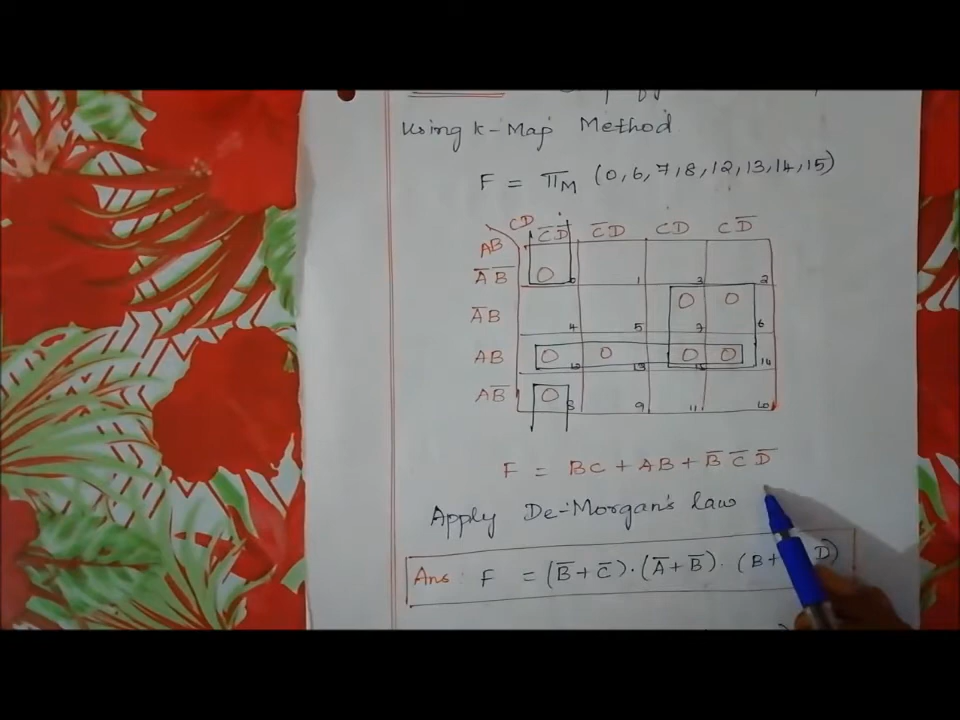 Using K-Map Method
F = πM (0,6,7,8,12,13,14,15)
CD
AB C̅D̅ C̅D CD CD̅
A̅B̅ 0 0 1 3 2
A̅B 4 5 0 7 0 6
AB 0 12 0 13 0 15 0 14
AB̅ 0 8 9 11 10
F = BC + AB + B̅ C̅ D̅
Apply De-Morgan's law
Ans: F = (B̅ + C̅)·(A̅ + B̅)·(B+ D)